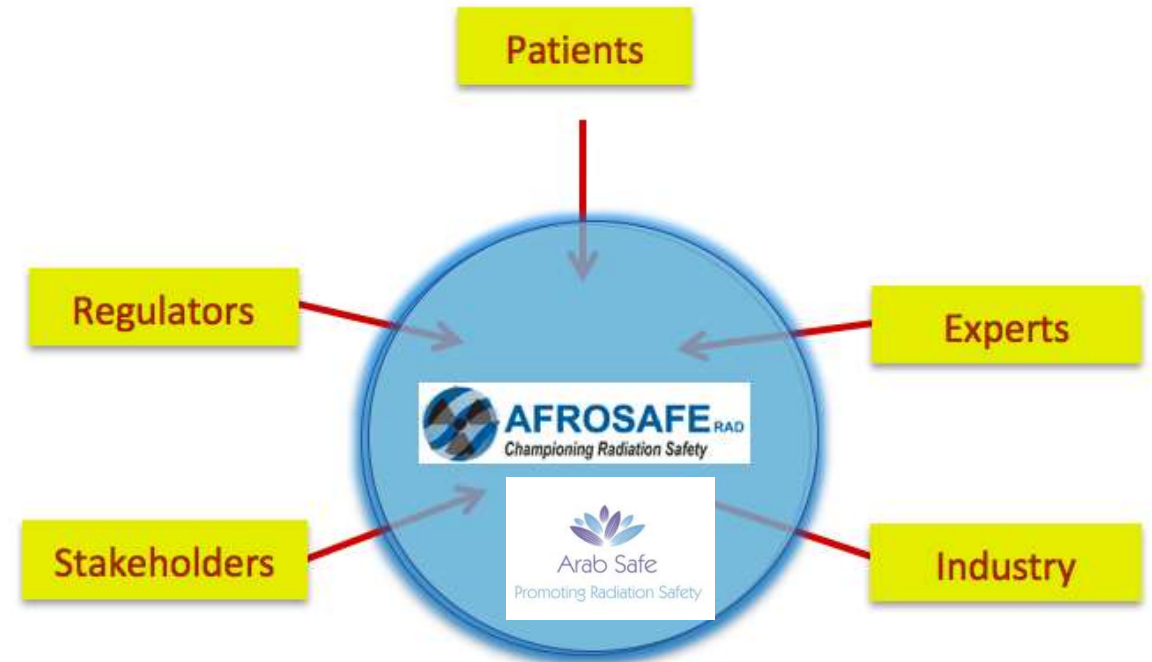 Patients
Regulators
Experts
AFROSAFE RAD
Championing Radiation Safety
Stakeholders
Arab Safe
Promoting Radiation Safety
Industry